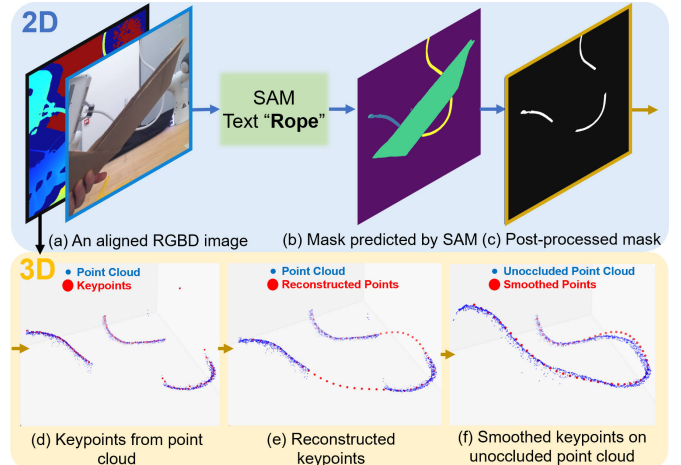 2D
SAM
Text “Rope”
(a) An aligned RGBD image
(b) Mask predicted by SAM (c) Post-processed mask
3D
Point Cloud
Keypoints
Point Cloud
Reconstructed Points
Unoccluded Point Cloud
Smoothed Points
(d) Keypoints from point
cloud
(e) Reconstructed
keypoints
(f) Smoothed keypoints on
unoccluded point cloud